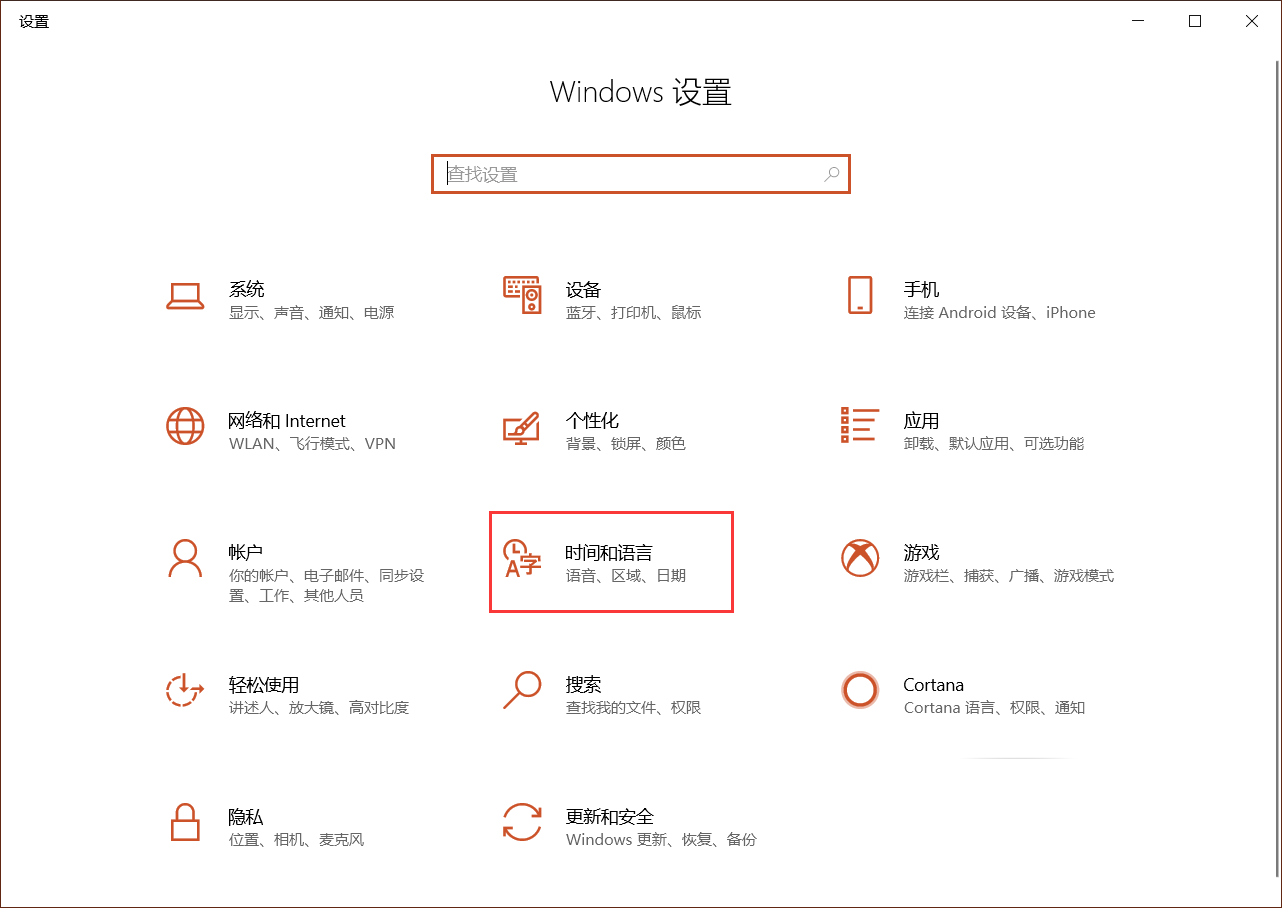 设置
Windows 设置
查找设置
系统
显示、声音、通知、电源
设备
蓝牙、打印机、鼠标
手机
连接 Android 设备、iPhone
网络和 Internet
WLAN、飞行模式、VPN
个性化
背景、锁屏、颜色
应用
卸载、默认应用、可选功能
帐户
你的帐户、电子邮件、同步设
置、工作、其他人员
时间和语言
语音、区域、日期
游戏
游戏栏、捕获、广播、游戏模式
轻松使用
讲述人、放大镜、高对比度
搜索
查找我的文件、权限
Cortana
Cortana 语言、权限、通知
隐私
位置、相机、麦克风
更新和安全
Windows 更新、恢复、备份